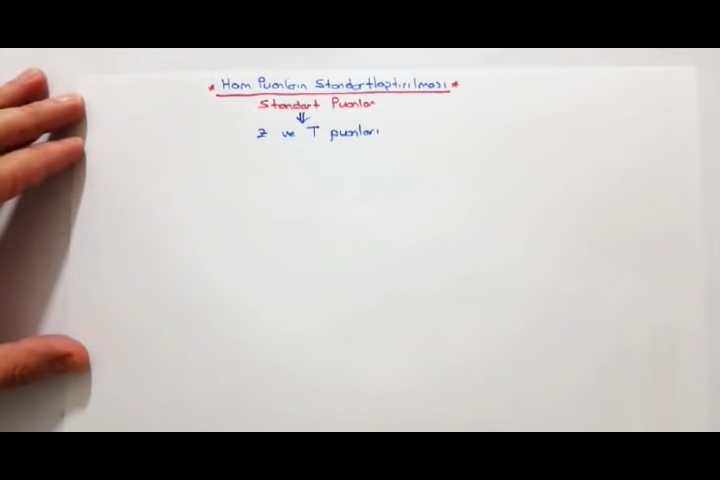 * Ham Puanların Standartlaştırılması *
Standart Puanlar
⇓
z ve T puanları